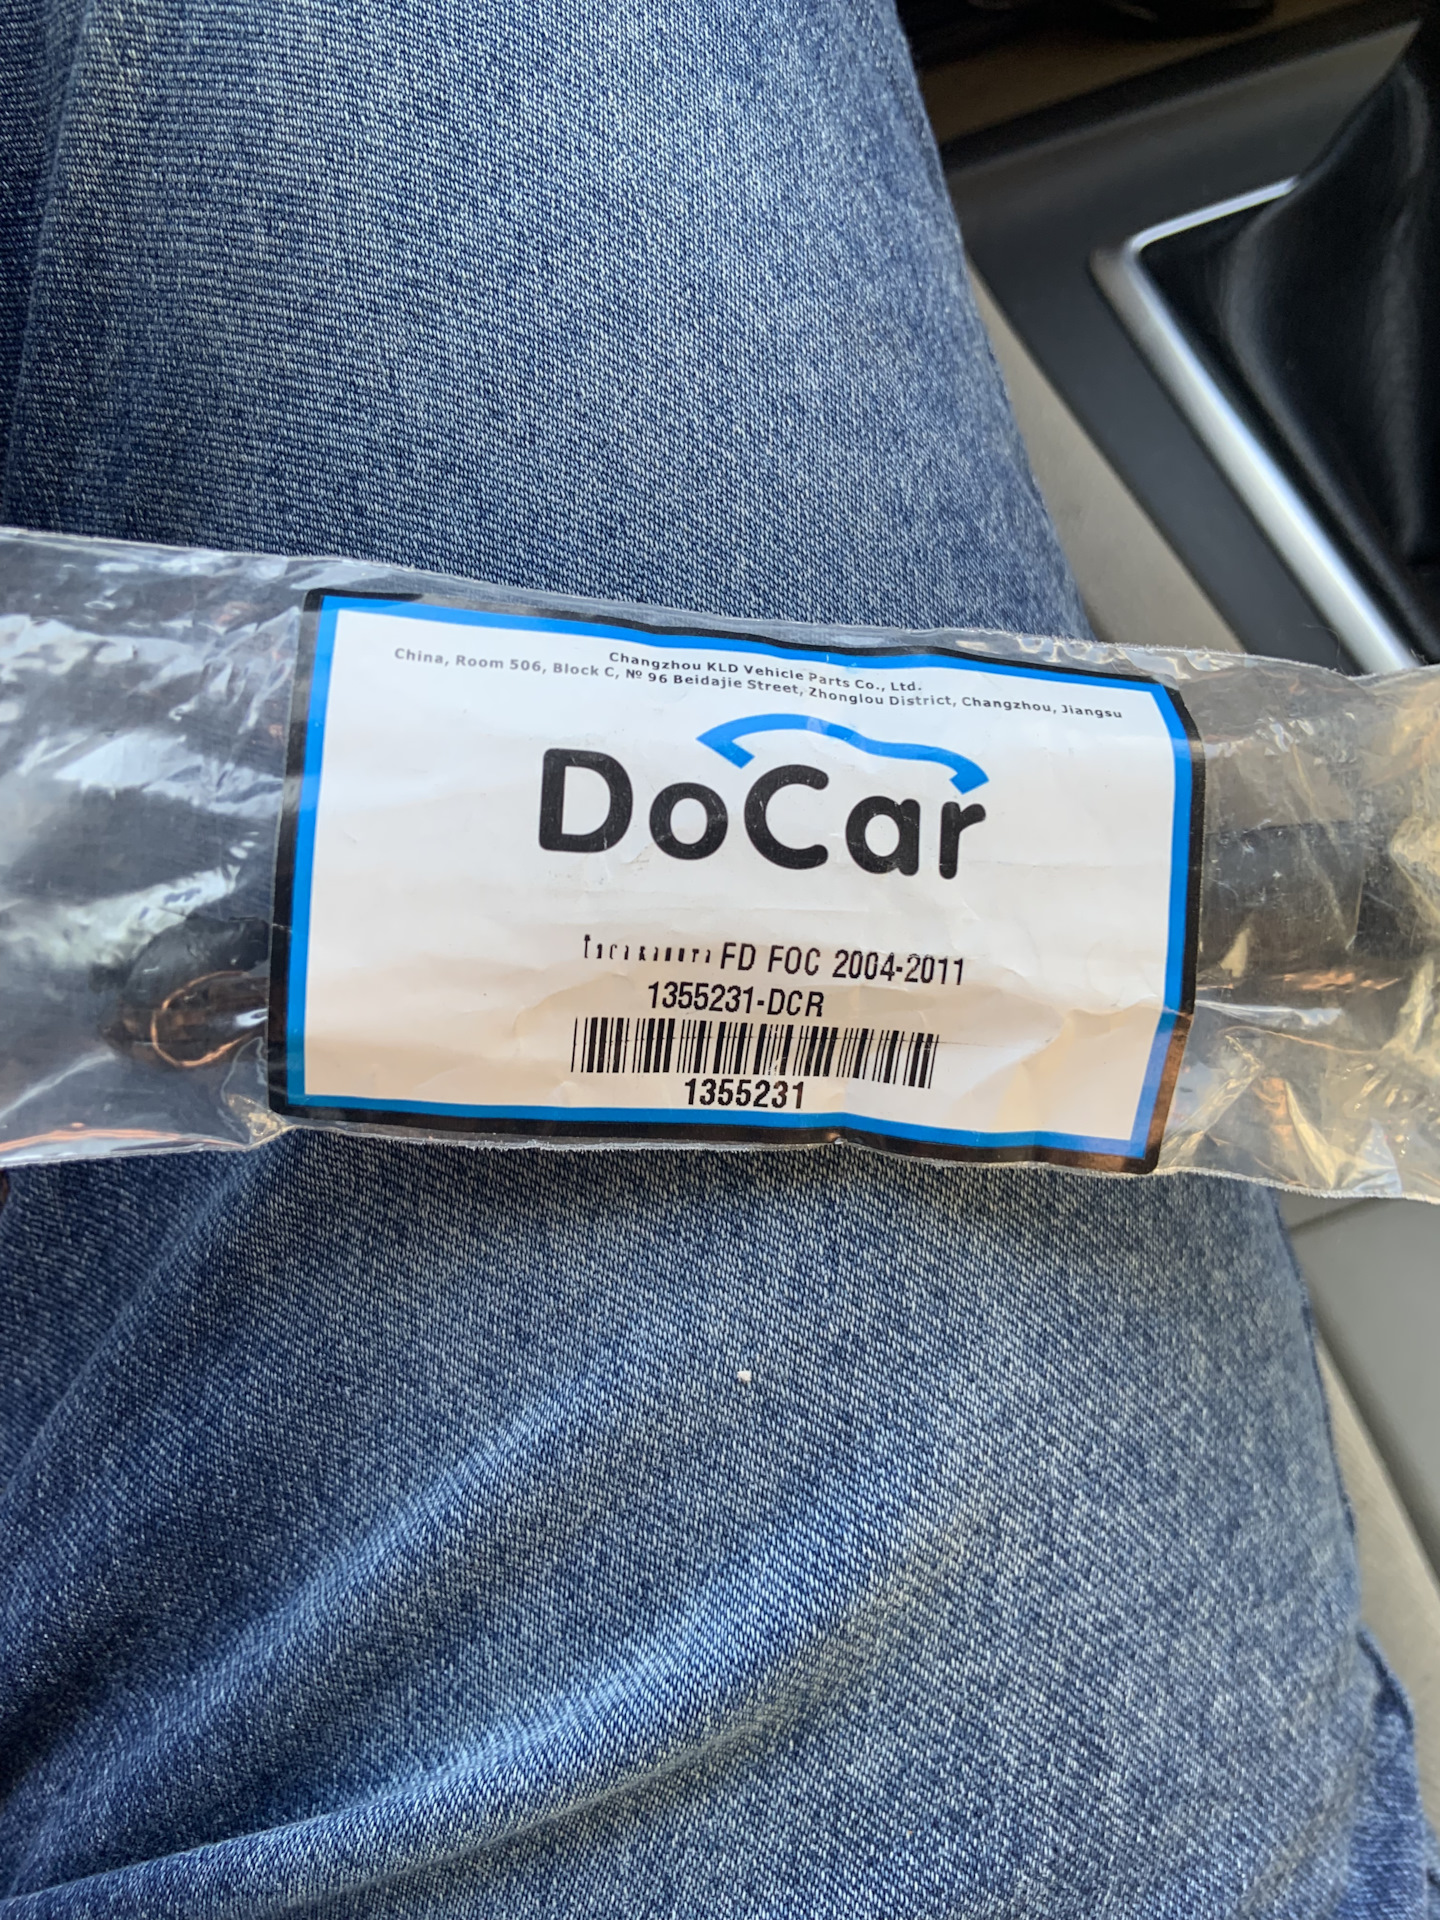 Changzhou KLD Vehicle Parts Co., Ltd.
China, Room 506, Block C, № 96 Beidajie Street, Zhonglou District, Changzhou, Jiangsu
DoCar
FD FOC 2004-2011
1355231-DCR
1355231